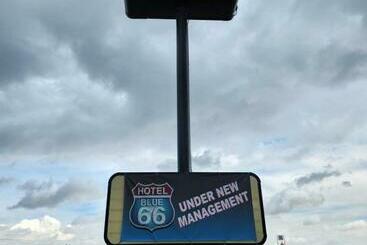 HOTEL
BLUE
66
UNDER NEW
MANAGEMENT